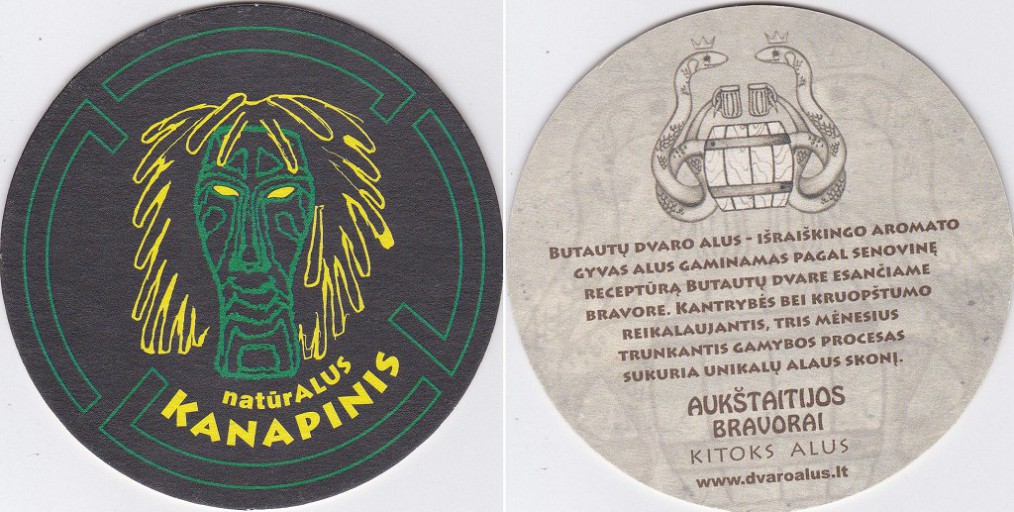 natūrALUS
KANAPINIS
BUTAUTŲ DVARO ALUS - IŠRAIŠKINGO AROMATO
GYVAS ALUS GAMINAMAS PAGAL SENOVINĘ
RECEPTŪRĄ BUTAUTŲ DVARE ESANČIAME
BRAVORE. KANTRYBĖS BEI KRUOPŠTUMO
REIKALAUJANTIS, TRIS MĖNESIUS
TRUNKANTIS GAMYBOS PROCESAS
SUKURIA UNIKALŲ ALAUS SKONĮ.
AUKŠTAITIJOS
BRAVORAI
KITOKS ALUS
www.dvaroalus.lt